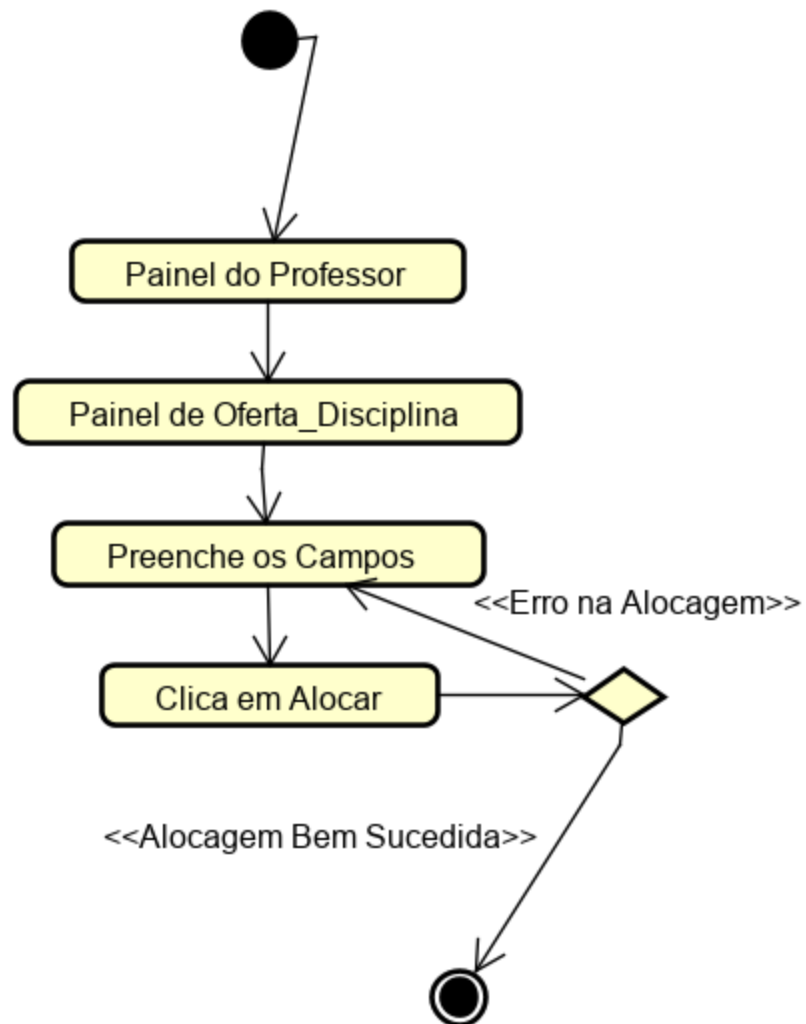 Painel do Professor
Painel de Oferta_Disciplina
Preenche os Campos
<<Erro na Alocagem>>
Clica em Alocar
<<Alocagem Bem Sucedida>>